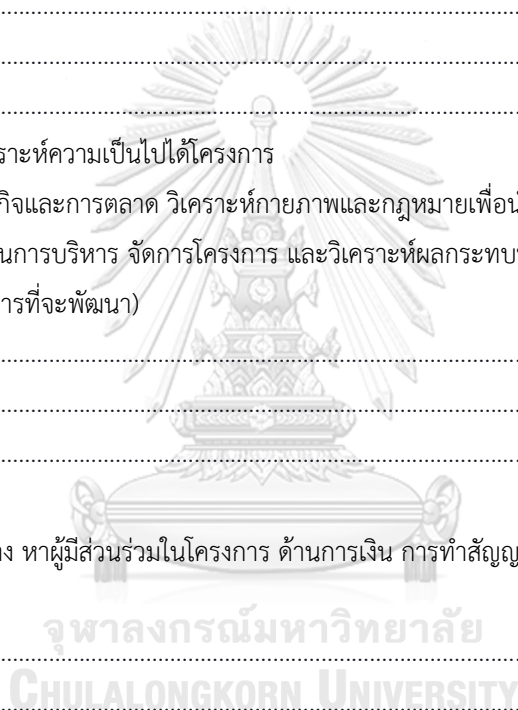 ราะห์ความเป็นไปได้โครงการ
กิจและการตลาด วิเคราะห์กายภาพและกฎหมายเพื่อน
นการบริหาร จัดการโครงการ และวิเคราะห์ผลกระทบ
ารที่จะพัฒนา)
ง หาผู้มีส่วนร่วมในโครงการ ด้านการเงิน การทำสัญญ
จุฬาลงกรณ์มหาวิทยาลัย
CHULALONGKORN UNIVERSITY